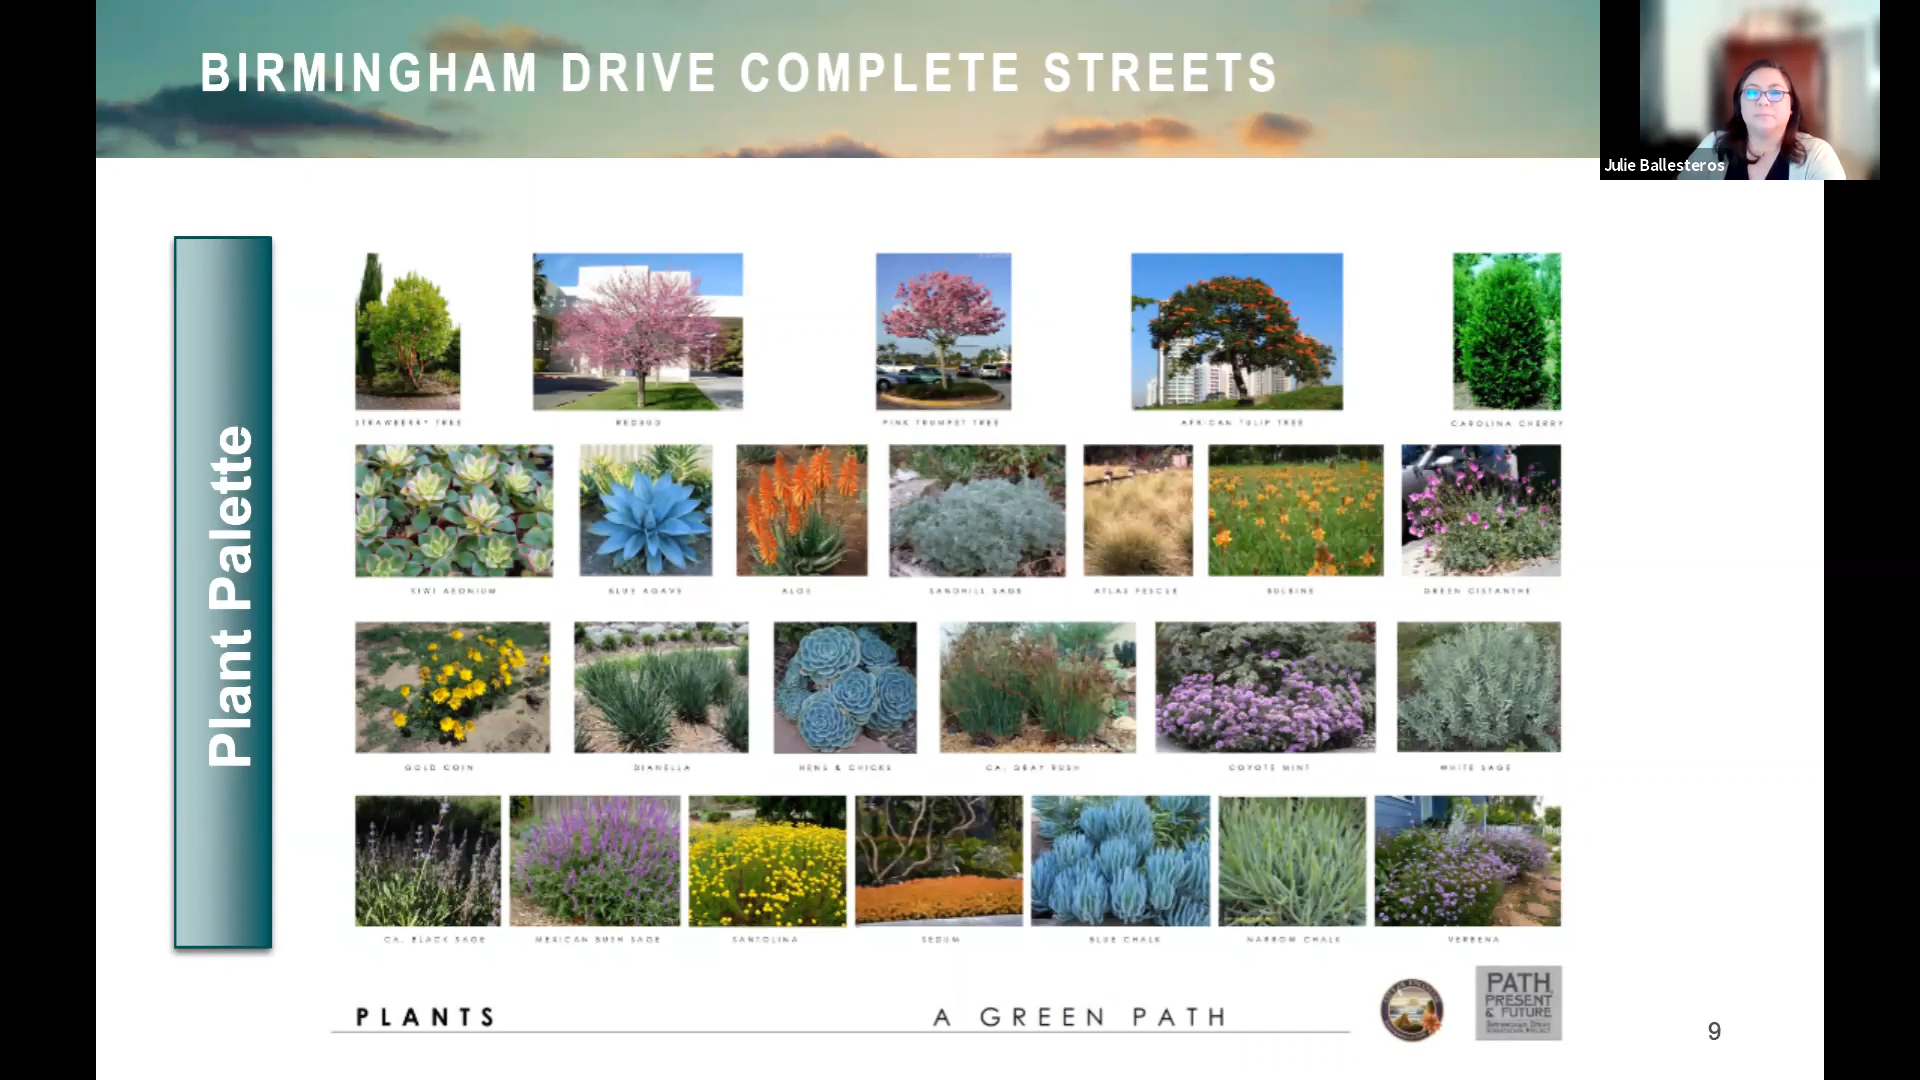 BIRMINGHAM DRIVE COMPLETE STREETS
Julie Ballesteros
Plant Palette
STRAWBERRY TREE
REDBUD
PINK TRUMPET TREE
AFRICAN TULIP TREE
CAROLINA CHERRY
KIWI AEONIUM
BLUE AGAVE
ALOE
SANDHILL SAGE
ATLAS FESCUE
BULBINE
GREEN CISTANTHE
GOLD COIN
DIANELLA
HENS & CHICKS
CA. GRAY RUSH
COYOTE MINT
WHITE SAGE
CA. BLACK SAGE
MEXICAN BUSH SAGE
SANTOLINA
SEDUM
BLUE CHALK
NARROW CHALK
VERBENA
PLANTS
A GREEN PATH
PATH,
PRESENT
& FUTURE
BIRMINGHAM DRIVE
9